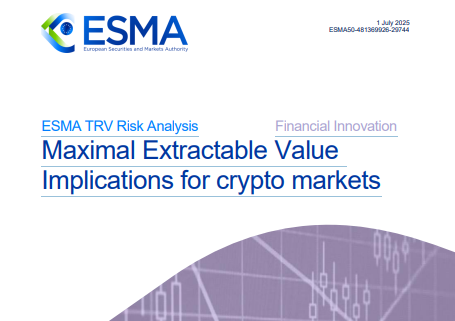 ESMA
European Securities and Markets Authority
1 July 2025
ESMA50-481369926-29744
ESMA TRV Risk Analysis
Financial Innovation
Maximal Extractable Value
Implications for crypto markets